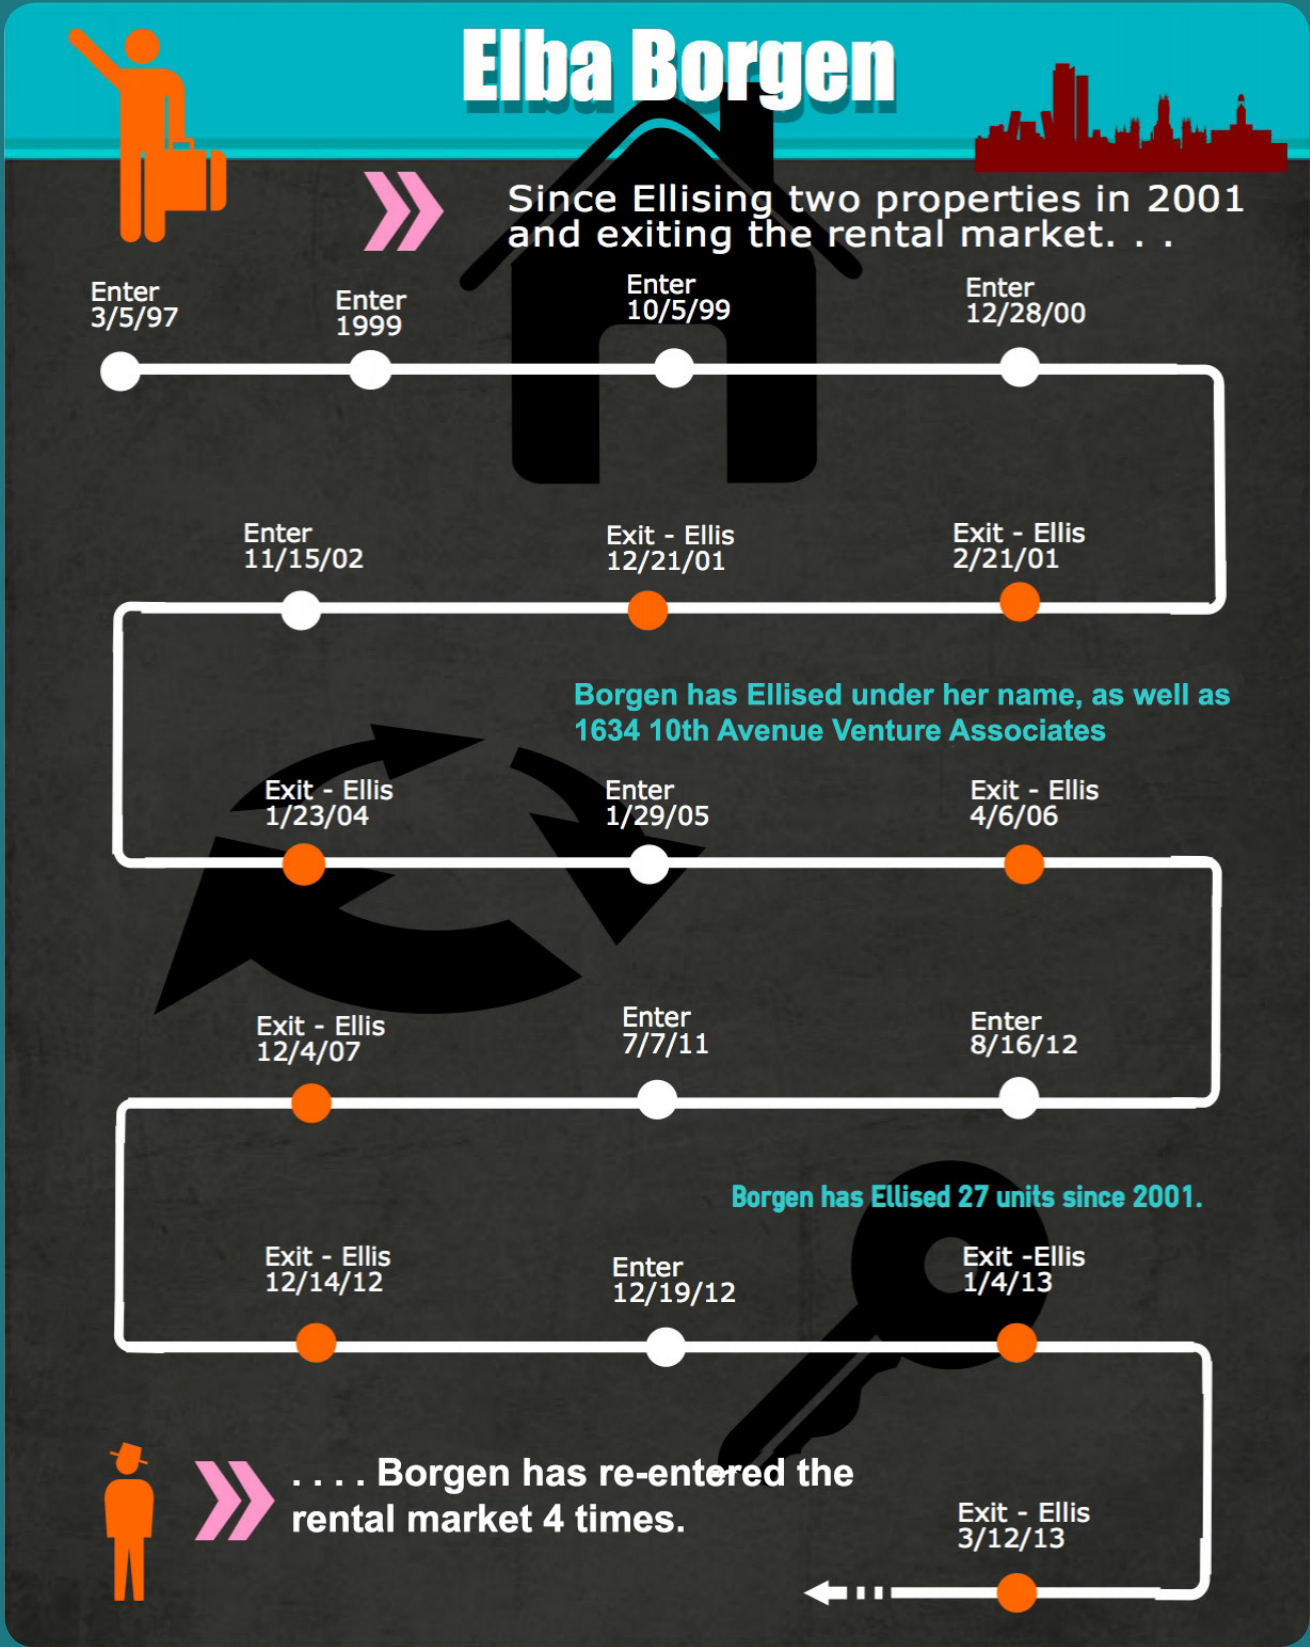 Elba Borgen
Since Ellising two properties in 2001
and exiting the rental market. . .
Enter
3/5/97
Enter
1999
Enter
10/5/99
Enter
12/28/00
Enter
11/15/02
Exit - Ellis
12/21/01
Exit - Ellis
2/21/01
Borgen has Ellised under her name, as well as
1634 10th Avenue Venture Associates
Exit - Ellis
1/23/04
Enter
1/29/05
Exit - Ellis
4/6/06
Exit - Ellis
12/4/07
Enter
7/7/11
Enter
8/16/12
Borgen has Ellised 27 units since 2001.
Exit - Ellis
12/14/12
Enter
12/19/12
Exit -Ellis
1/4/13
. . . . Borgen has re-entered the
rental market 4 times.
Exit - Ellis
3/12/13